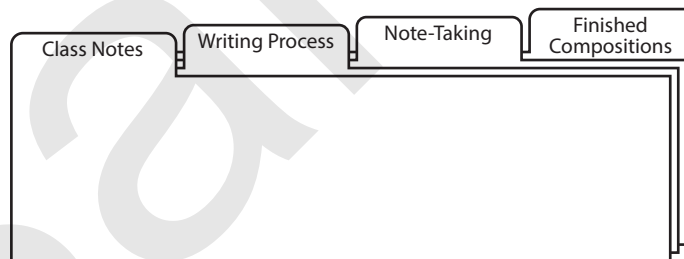 Class Notes
Writing Process
Note-Taking
Finished
Compositions